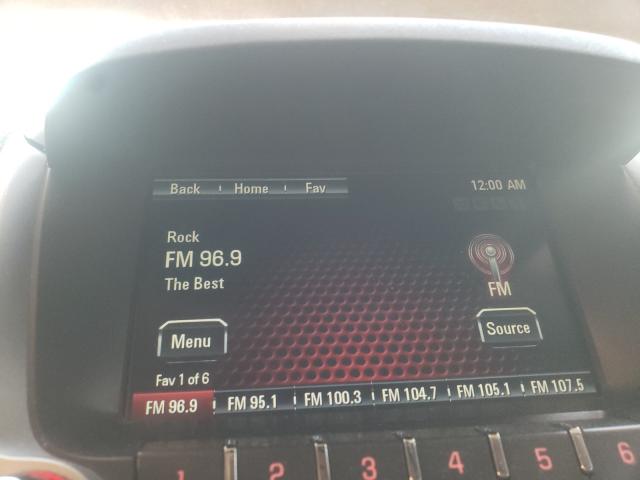 Back Home Fav 12:00 AM
Rock
FM 96.9
The Best
FM
Menu
Source
Fav 1 of 6
FM 96.9 FM 95.1 FM 100.3 FM 104.7 FM 105.1 FM 107.5
1 2 3 4 5 6